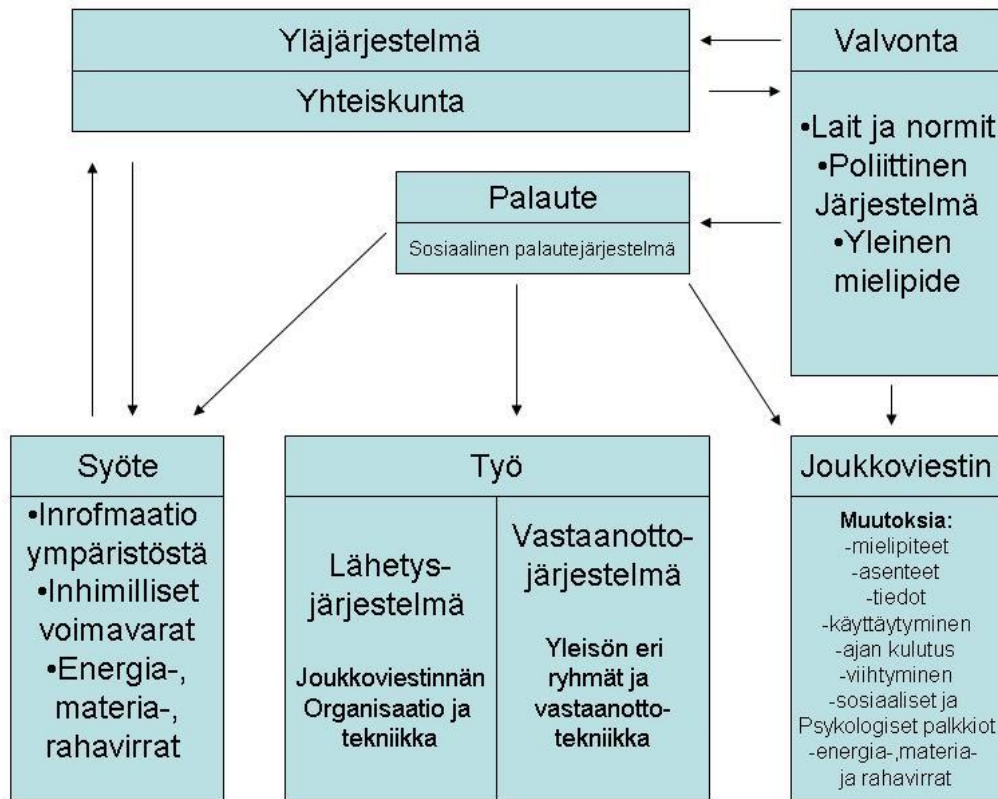 Yläjärjestelmä
Yhteiskunta
Valvonta
•Lait ja normit
•Poliittinen
Järjestelmä
•Yleinen
mielipide
Palaute
Sosiaalinen palautejärjestelmä
Syöte
•Inrofmaatio
ympäristöstä
•Inhimilliset
voimavarat
•Energia-,
materia-,
rahavirrat
Työ
Lähetys-
järjestelmä
Joukkoviestinnän
Organisaatio ja
tekniikka
Vastaanotto-
järjestelmä
Yleisön eri
ryhmät ja
vastaanotto-
tekniikka
Joukkoviestin
Muutoksia:
-mielipiteet
-asenteet
-tiedot
-käyttäytyminen
-ajan kulutus
-viihtyminen
-sosiaaliset ja
Psykologiset palkkiot
-energia-,materia-
ja rahavirrat